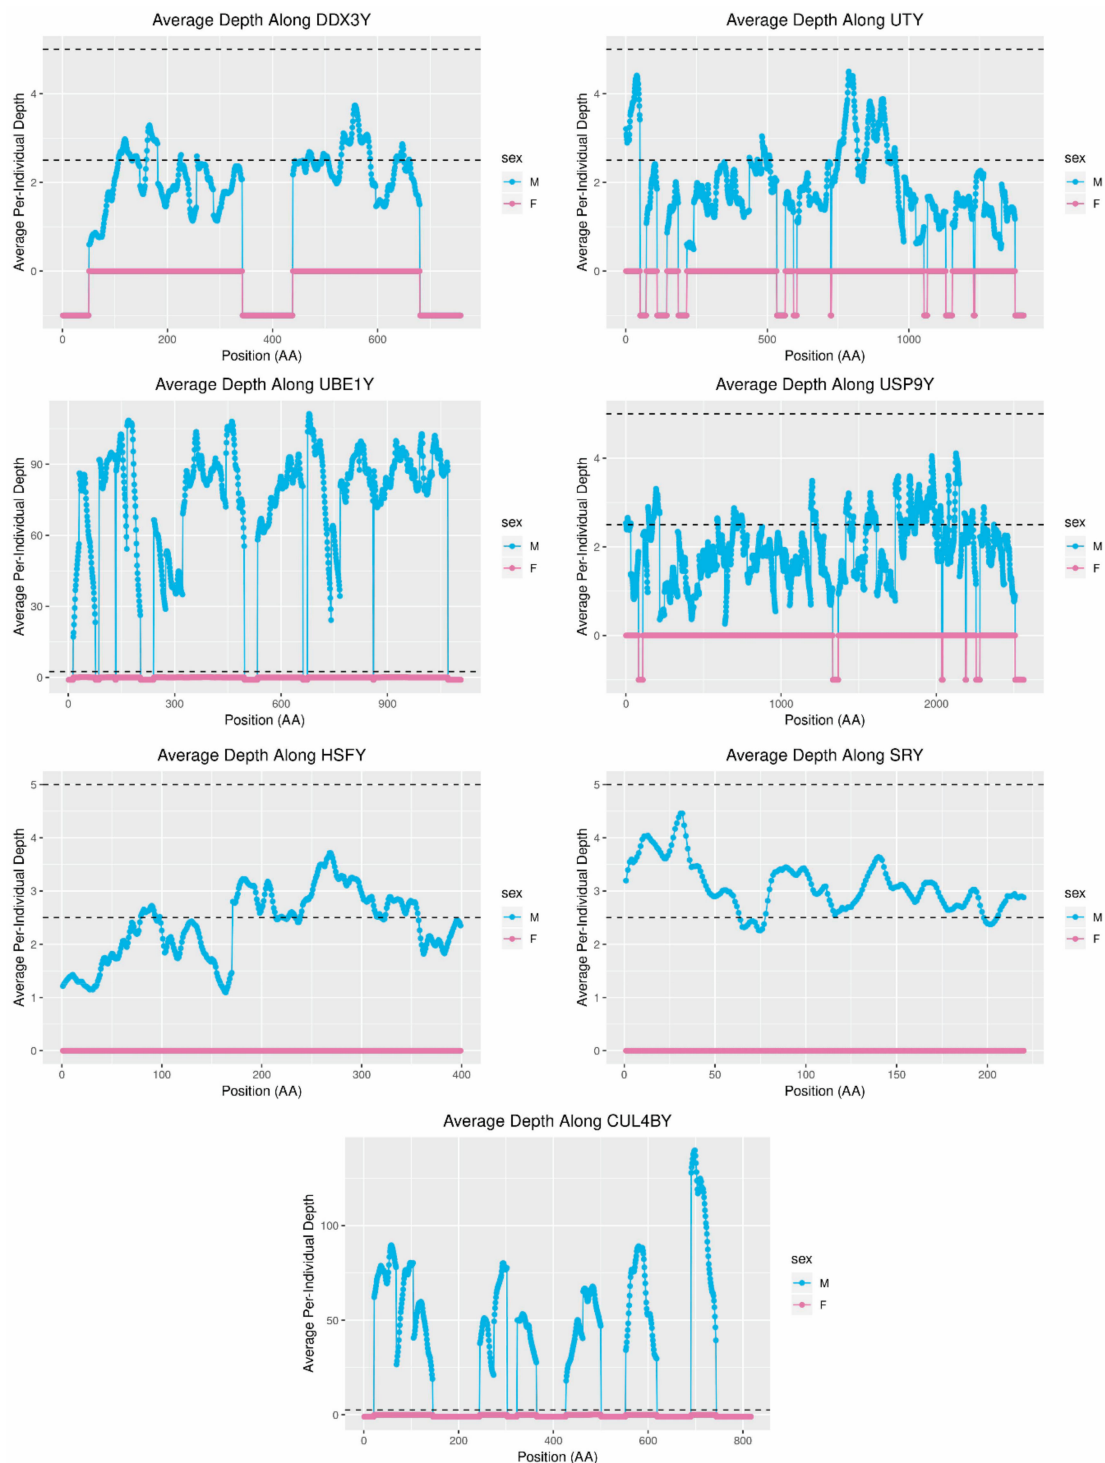 Average Depth Along DDX3Y
Average Per-Individual Depth
4
2
0
0
200
400
600
Position (AA)
sex
M
F
Average Depth Along UTY
Average Per-Individual Depth
4
2
0
0
500
1000
Position (AA)
sex
M
F
Average Depth Along UBE1Y
Average Per-Individual Depth
90
60
30
0
0
300
600
900
Position (AA)
sex
M
F
Average Depth Along USP9Y
Average Per-Individual Depth
4
2
0
0
1000
2000
Position (AA)
sex
M
F
Average Depth Along HSFY
Average Per-Individual Depth
5
4
3
2
1
0
0
100
200
300
400
Position (AA)
sex
M
F
Average Depth Along SRY
Average Per-Individual Depth
5
4
3
2
1
0
0
50
100
150
200
Position (AA)
sex
M
F
Average Depth Along CUL4BY
Average Per-Individual Depth
100
50
0
0
200
400
600
800
Position (AA)
sex
M
F